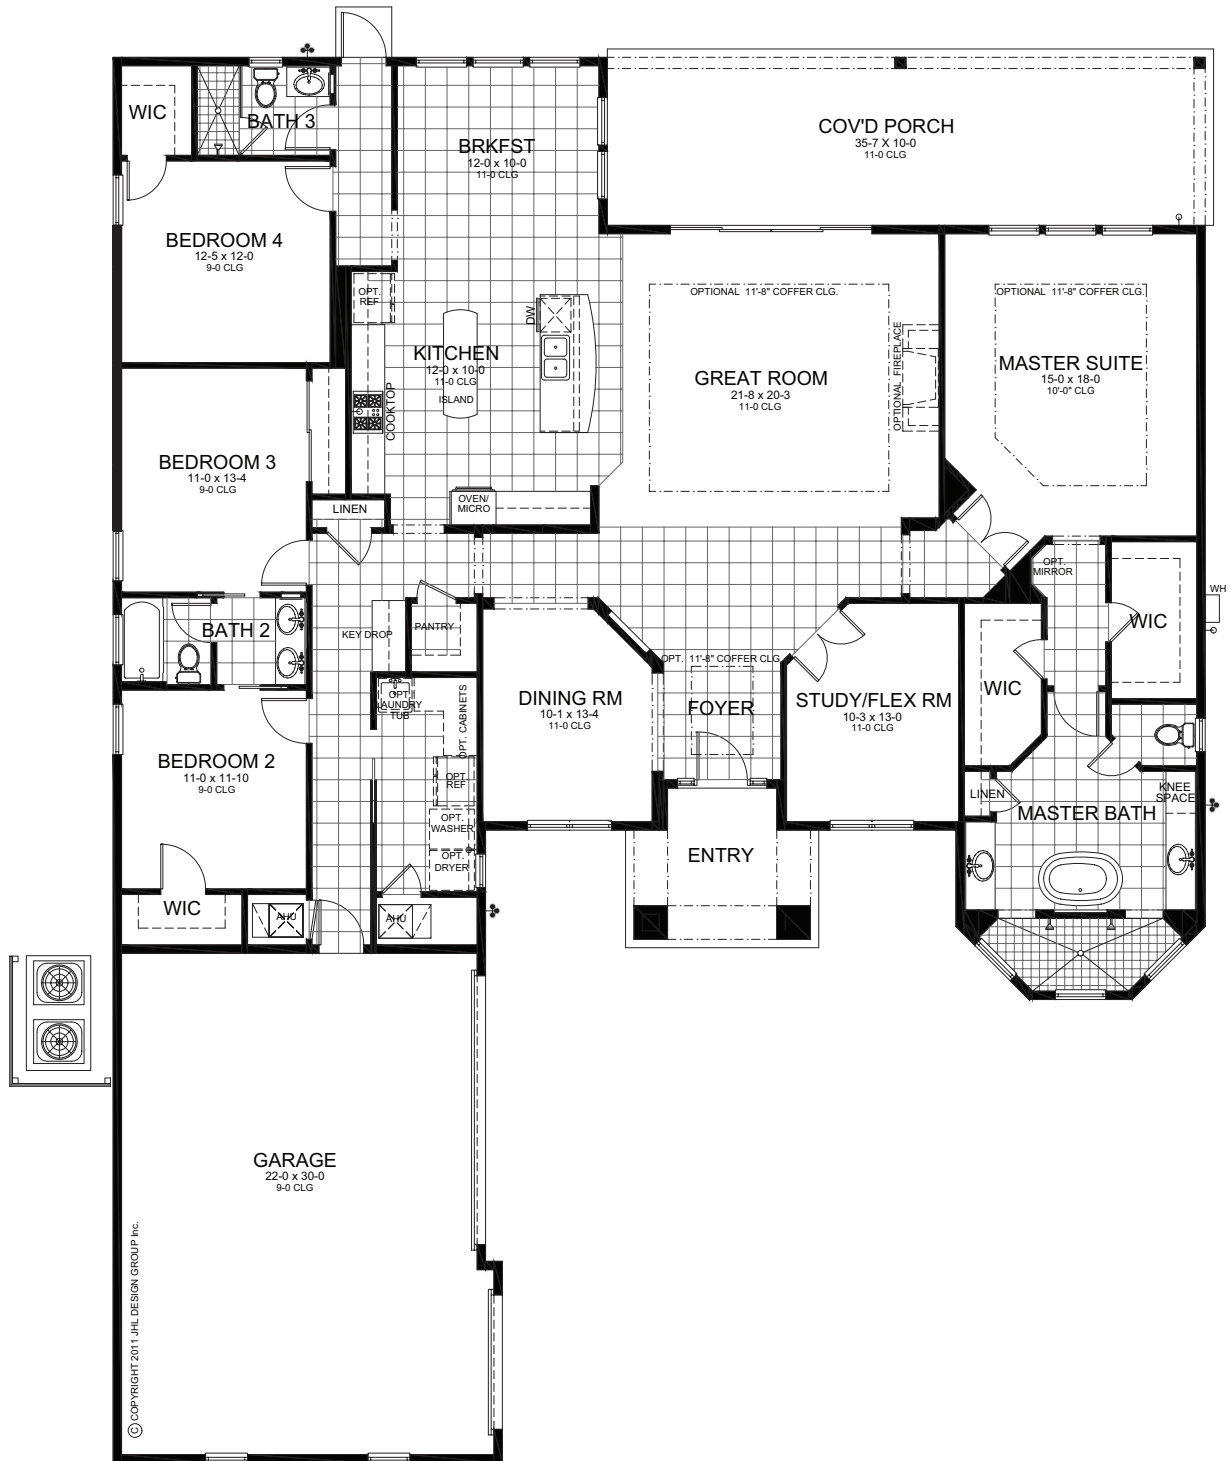 WIC
BATH 3
BRKFST
12-0 x 10-0
11-0 CLG
COV'D PORCH
35-7 X 10-0
11-0 CLG
BEDROOM 4
12-5 x 12-0
9-0 CLG
OPT.
REF
DW
OPTIONAL 11'-8" COFFER CLG.
OPTIONAL 11'-8" COFFER CLG.
KITCHEN
12-0 x 10-0
11-0 CLG
ISLAND
COOKTOP
GREAT ROOM
21-8 x 20-3
11-0 CLG
OPTIONAL FIREPLACE
MASTER SUITE
15-0 x 18-0
10'-0" CLG
BEDROOM 3
11-0 x 13-4
9-0 CLG
LINEN
OVEN/
MICRO
OPT.
MIRROR
WH
BATH 2
KEY DROP
PANTRY
WIC
OPT. 11'-8" COFFER CLG.
OPT.
LAUNDRY
TUB
OPT. CABINETS
DINING RM
10-1 x 13-4
11-0 CLG
FOYER
STUDY/FLEX RM
10-3 x 13-0
11-0 CLG
WIC
BEDROOM 2
11-0 x 11-10
9-0 CLG
OPT.
REF
OPT.
WASHER
OPT.
DRYER
ENTRY
LINEN
KNEE
SPACE
MASTER BATH
WIC
AHU
AHU
GARAGE
22-0 x 30-0
9-0 CLG
© COPYRIGHT 2011 JHL DESIGN GROUP Inc.